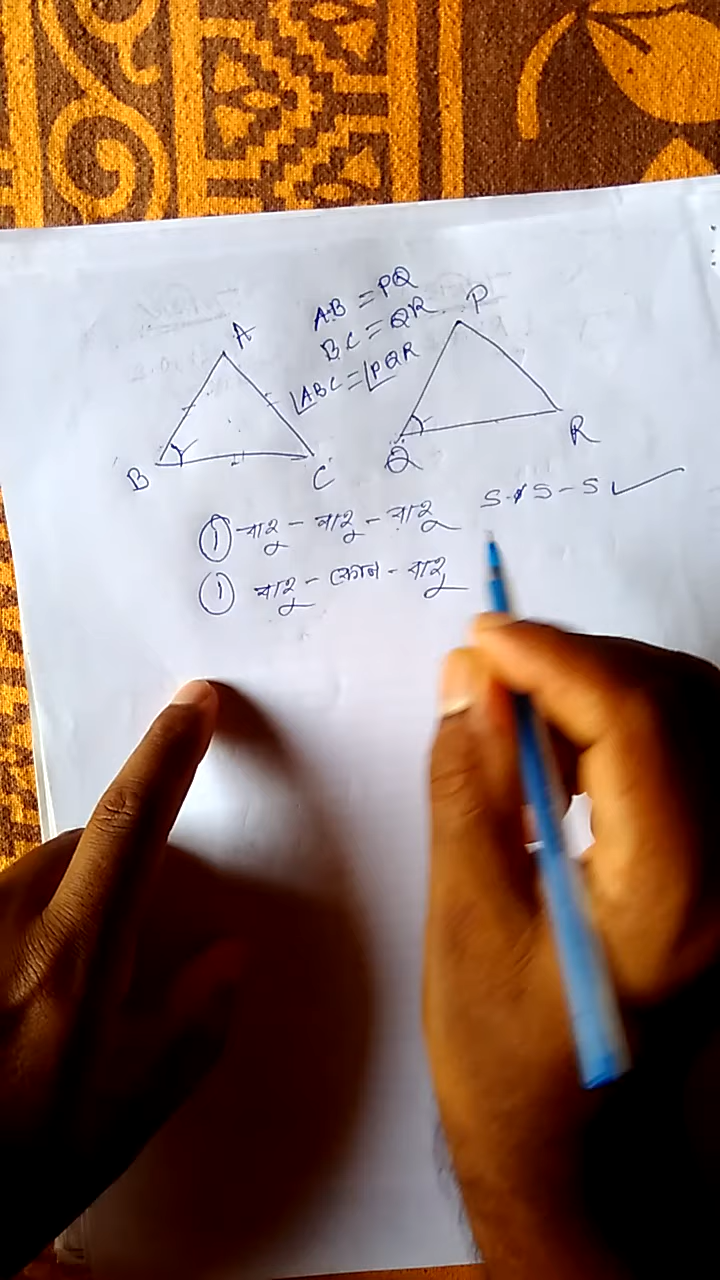 AB = PQ
BC = QR
∠ABC = ∠PQR
A
B
C
P
Q
R
① বাহু - বাহু - বাহু S-S-S ✓
① বাহু - কোন - বাহু